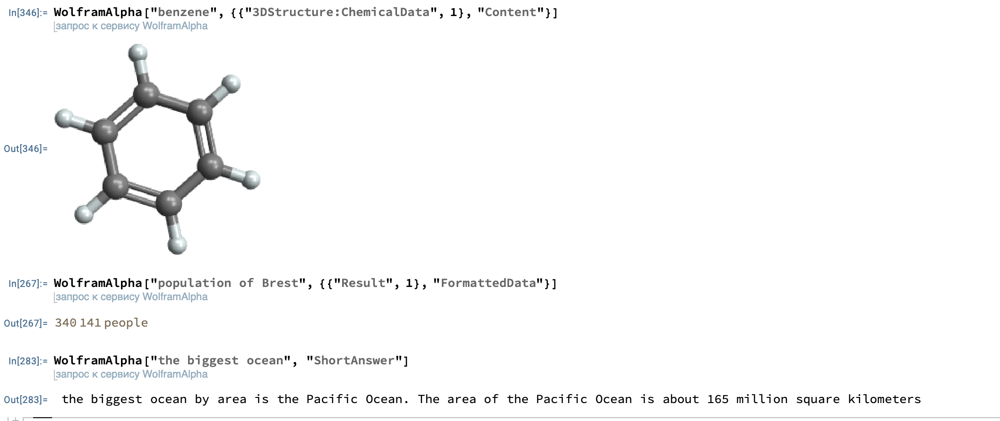 In[346]:= WolframAlpha["benzene", {{"3DStructure:ChemicalData", 1}, "Content"}]
запрос к сервису WolframAlpha
Out[346]=
In[267]:= WolframAlpha["population of Brest", {{"Result", 1}, "FormattedData"}]
запрос к сервису WolframAlpha
Out[267]= 340 141 people
In[283]:= WolframAlpha["the biggest ocean", "ShortAnswer"]
запрос к сервису WolframAlpha
Out[283]= the biggest ocean by area is the Pacific Ocean. The area of the Pacific Ocean is about 165 million square kilometers